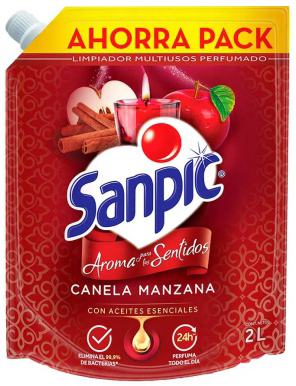 AHORRA PACK
LIMPIADOR MULTIUSOS PERFUMADO
Sanpic®
Aroma para tus Sentidos
CANELA MANZANA
CON ACEITES ESENCIALES
ELIMINA EL 99.9%
DE BACTERIAS*
24h
PERFUMA
TODO EL DÍA
2L